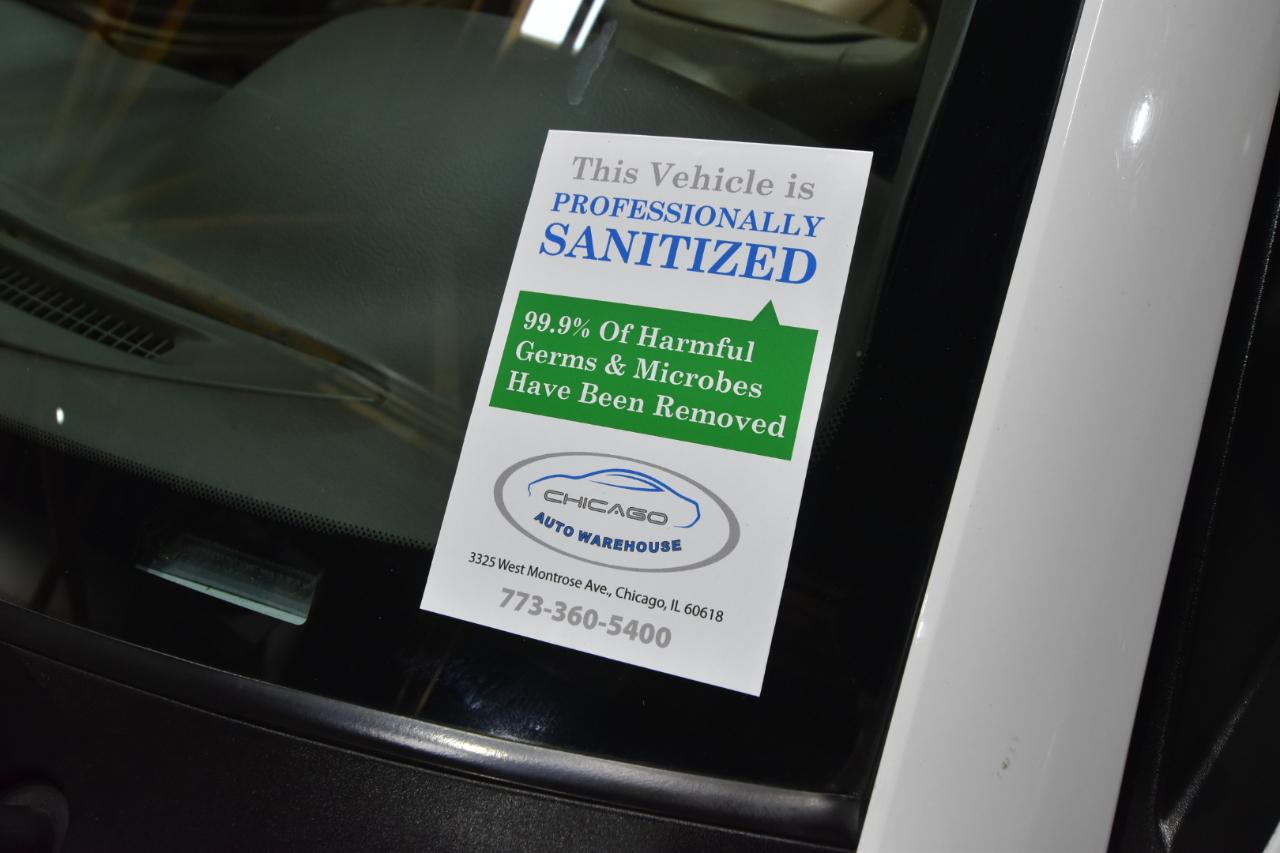 This Vehicle is
PROFESSIONALLY
SANITIZED
99.9% Of Harmful
Germs & Microbes
Have Been Removed
CHICAGO
AUTO WAREHOUSE
3325 West Montrose Ave., Chicago, IL 60618
773-360-5400